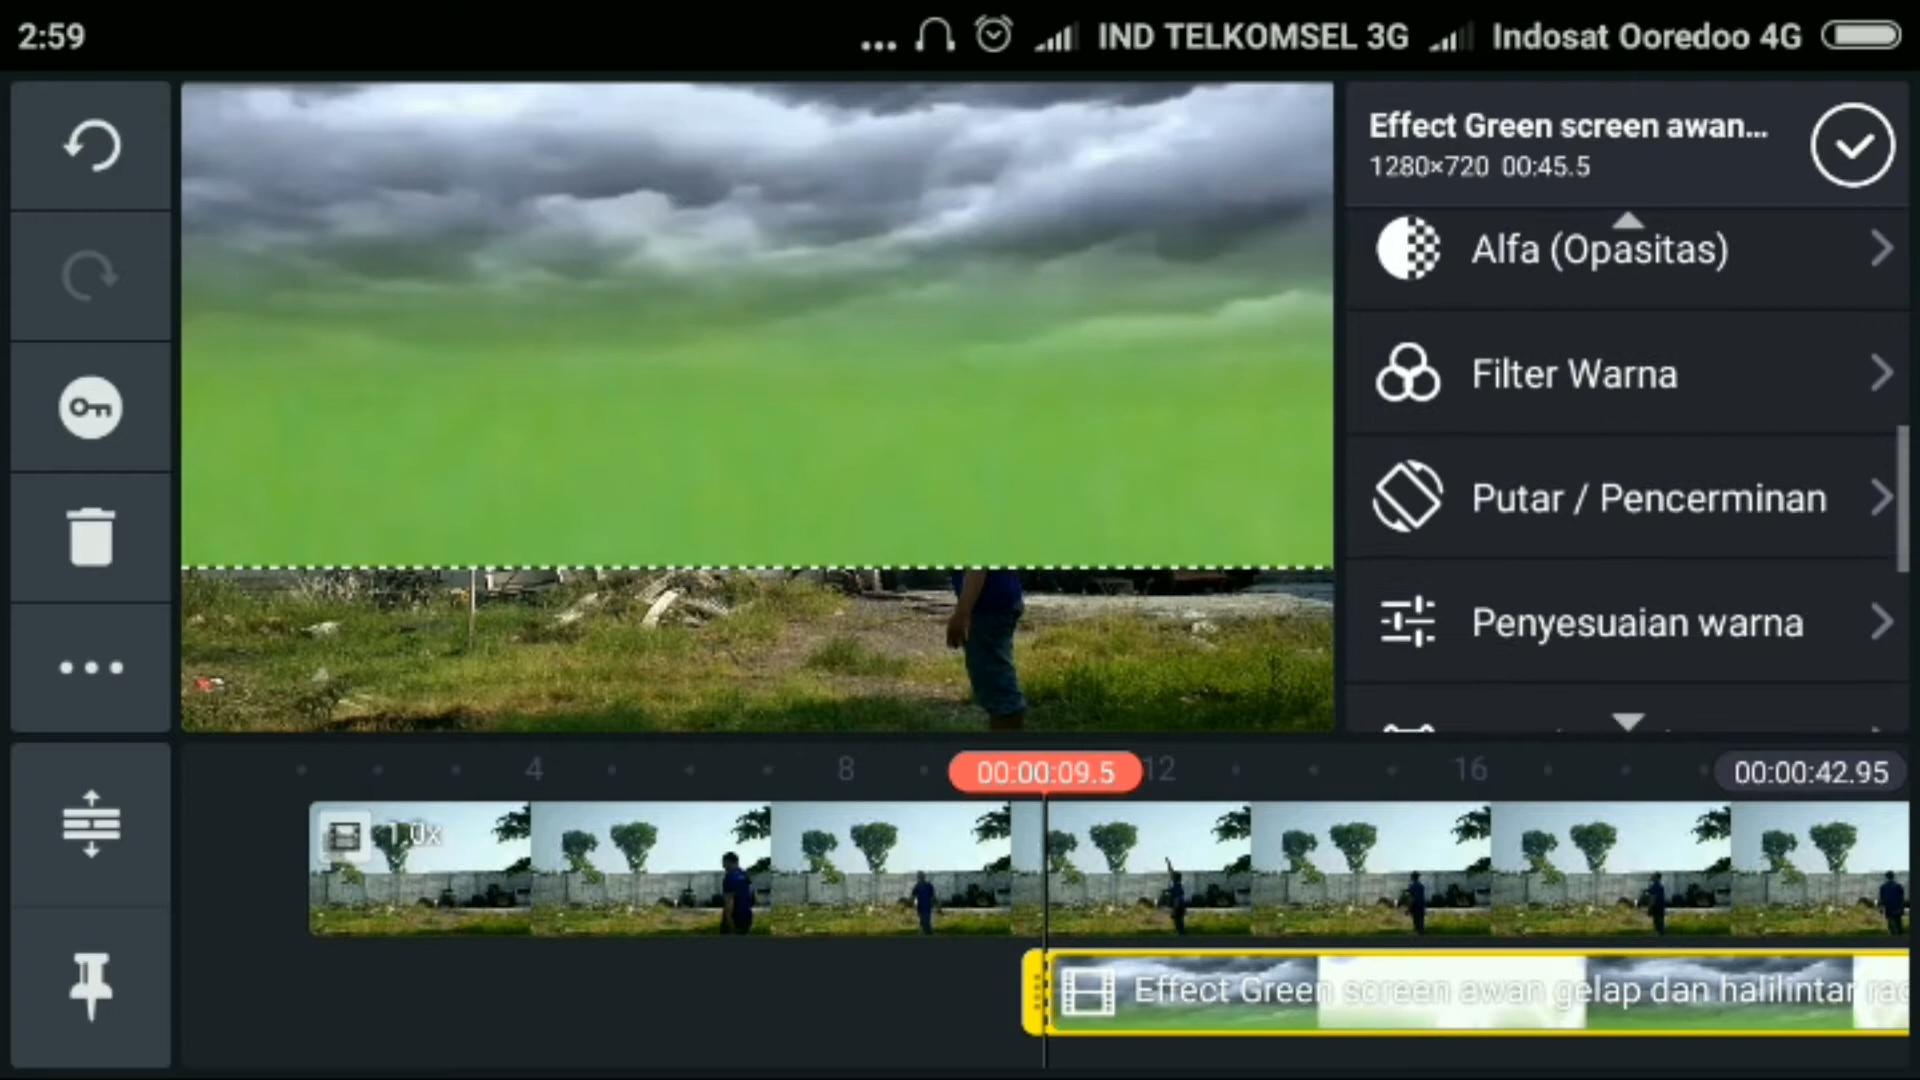 2:59
IND TELKOMSEL 3G
Indosat Ooredoo 4G
Effect Green screen awan...
1280×720 00:45.5
Alfa (Opasitas)
Filter Warna
Putar / Pencerminan
Penyesuaian warna
4
8
00:00:09.5
12
16
00:00:42.95
1.0x
Effect Green screen awan gelap dan halilintar